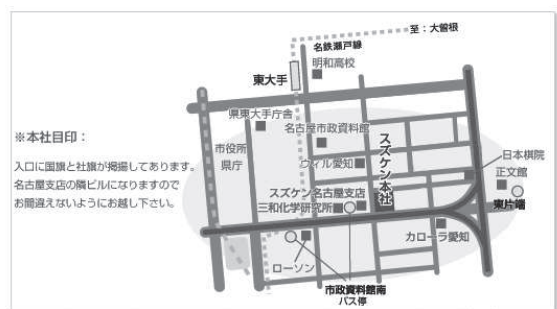 至：大曽根
名鉄瀬戸線
明和高校
東大手
県東大手庁舎
名古屋市政資料館
※本社目印：
市役所
県庁
ウィル愛知
スズケン本社
日本棋院
正文館
入口に国旗と社旗が掲揚してあります。
名古屋支店の隣ビルになりますので
お間違えないようにお越し下さい。
スズケン名古屋支店
三和化学研究所
東片端
カローラ愛知
ローソン
市政資料館南
バス停